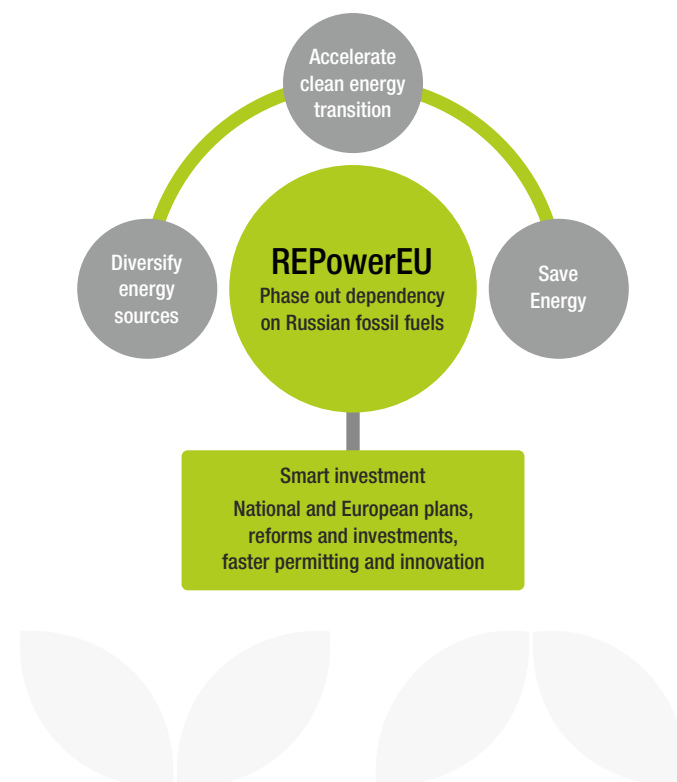 Accelerate
clean energy
transition
Diversify
energy
sources
REPowerEU
Phase out dependency
on Russian fossil fuels
Save
Energy
Smart investment
National and European plans,
reforms and investments,
faster permitting and innovation